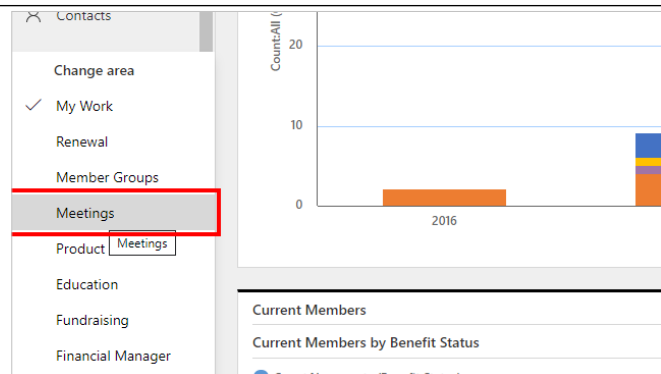 Contacts
Change area
My Work
Renewal
Member Groups
Meetings
Product
Meetings
Education
Fundraising
Financial Manager
Count:All (
20
10
0
2016
Current Members
Current Members by Benefit Status